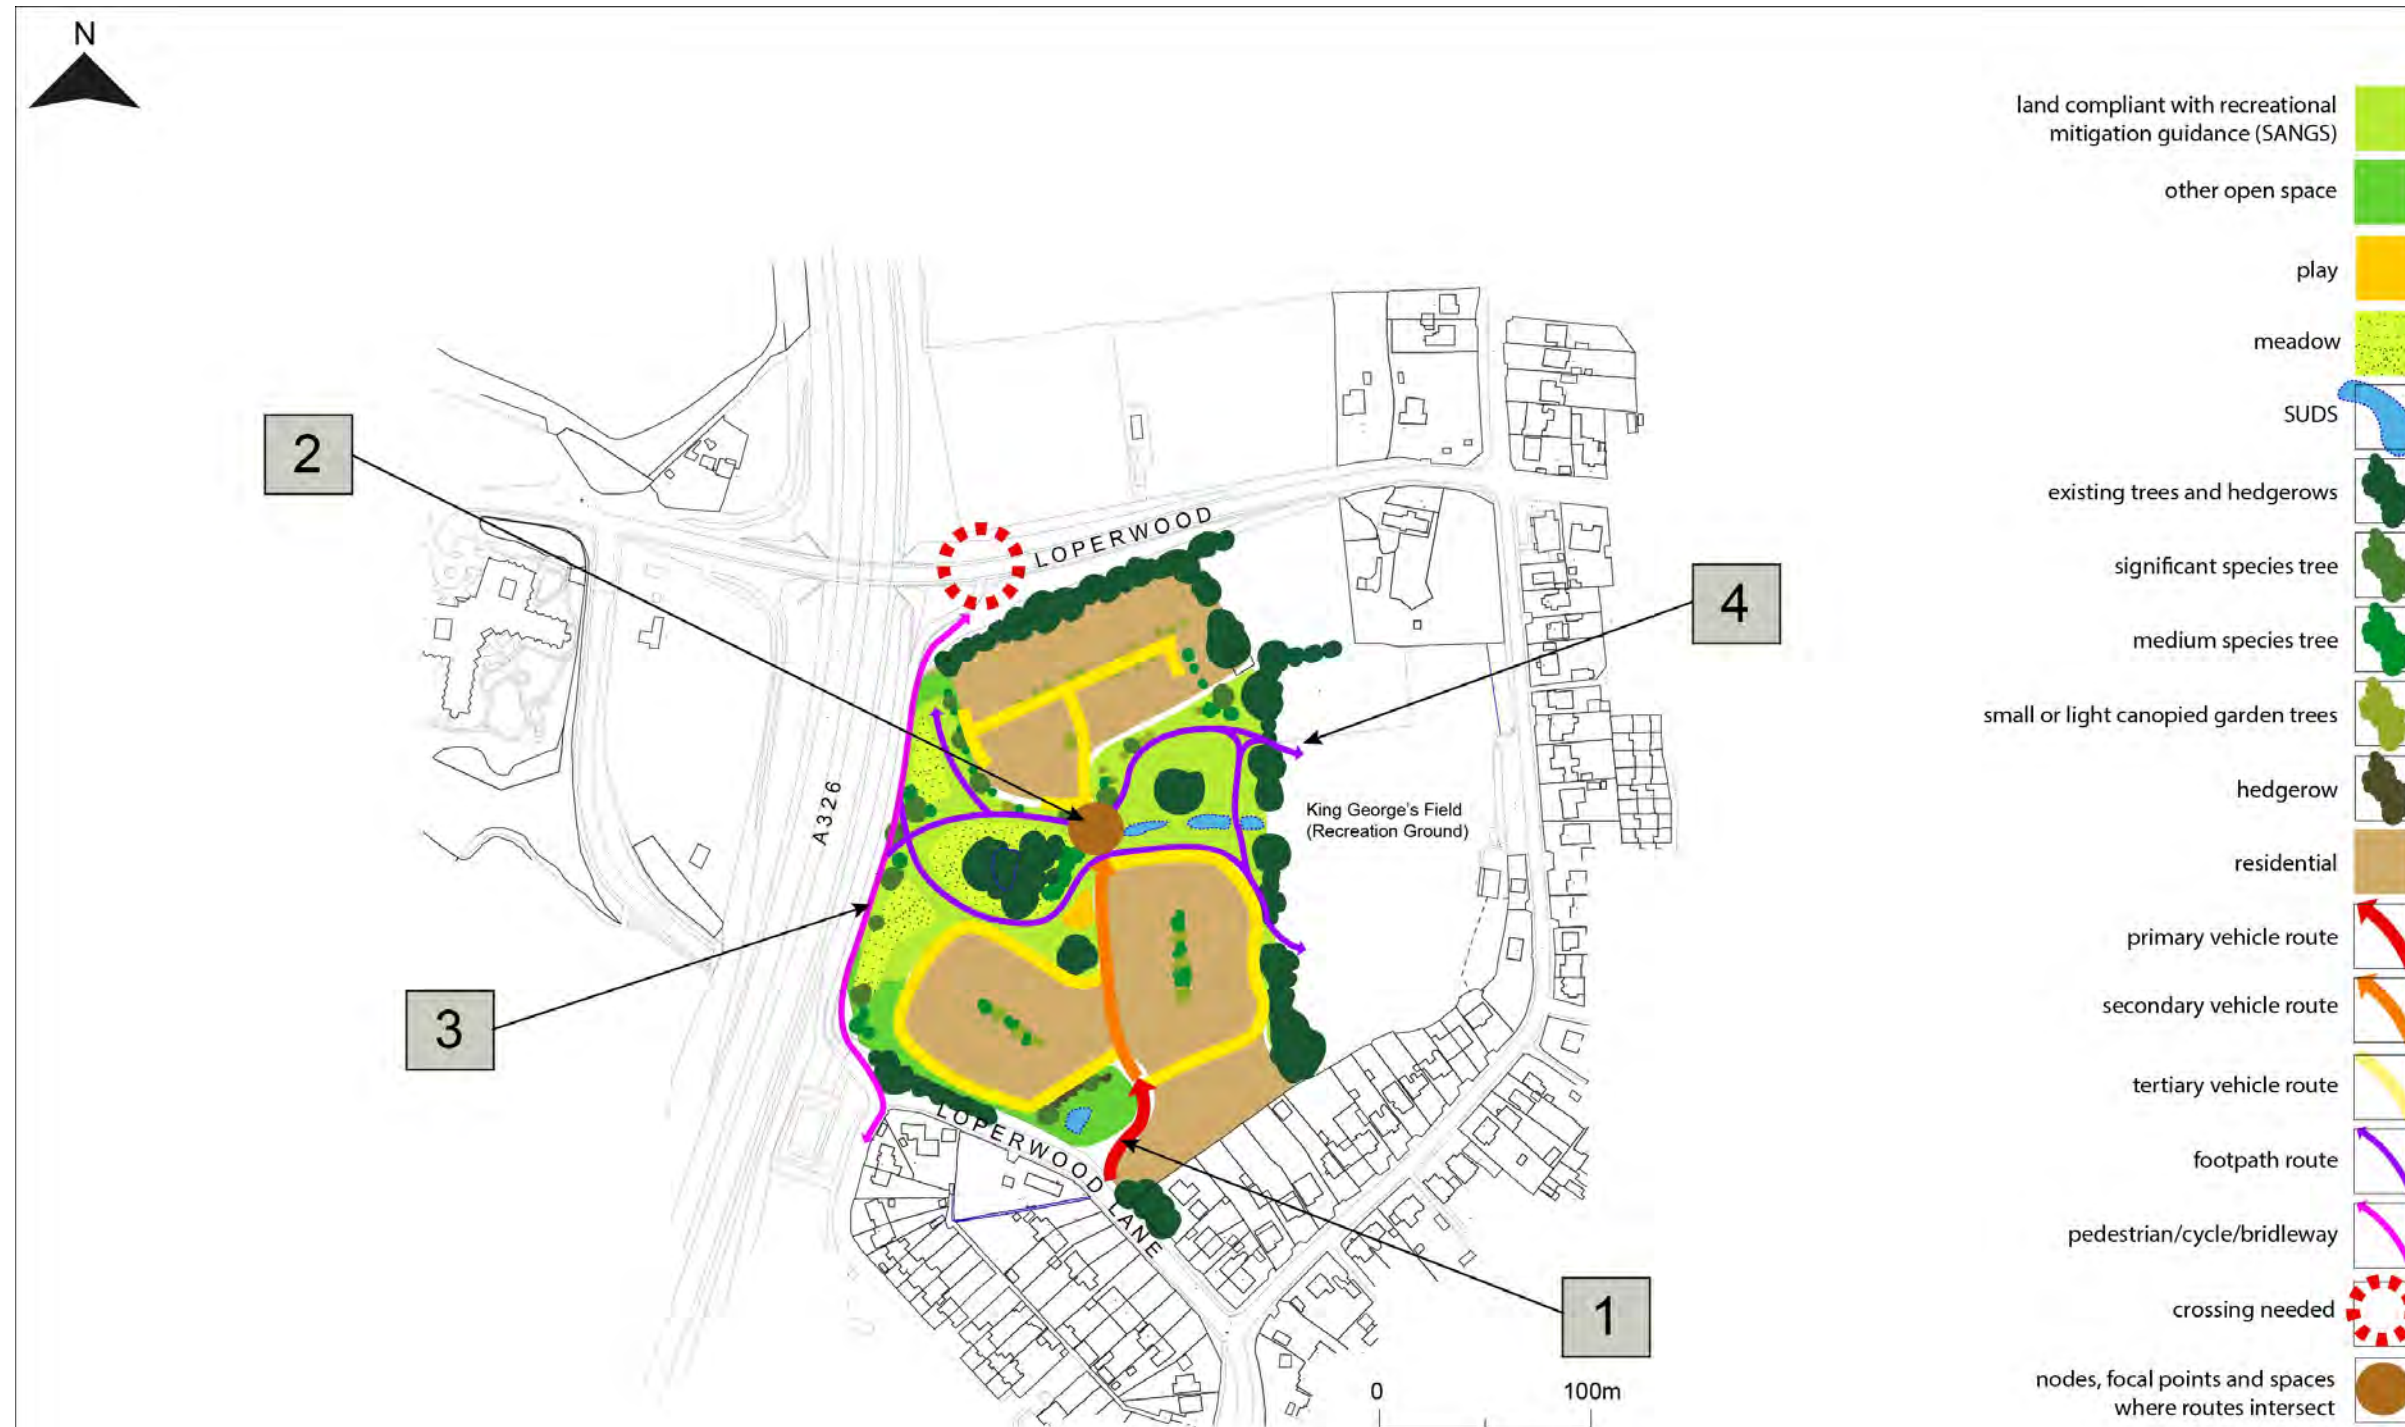 N
land compliant with recreational
mitigation guidance (SANGS)
other open space
play
meadow
SUDS
existing trees and hedgerows
significant species tree
medium species tree
small or light canopied garden trees
hedgerow
residential
primary vehicle route
secondary vehicle route
tertiary vehicle route
footpath route
pedestrian/cycle/bridleway
crossing needed
nodes, focal points and spaces
where routes intersect
2
LOPERWOOD
4
A326
King George's Field
(Recreation Ground)
3
LOPERWOOD LANE
1
0 100m